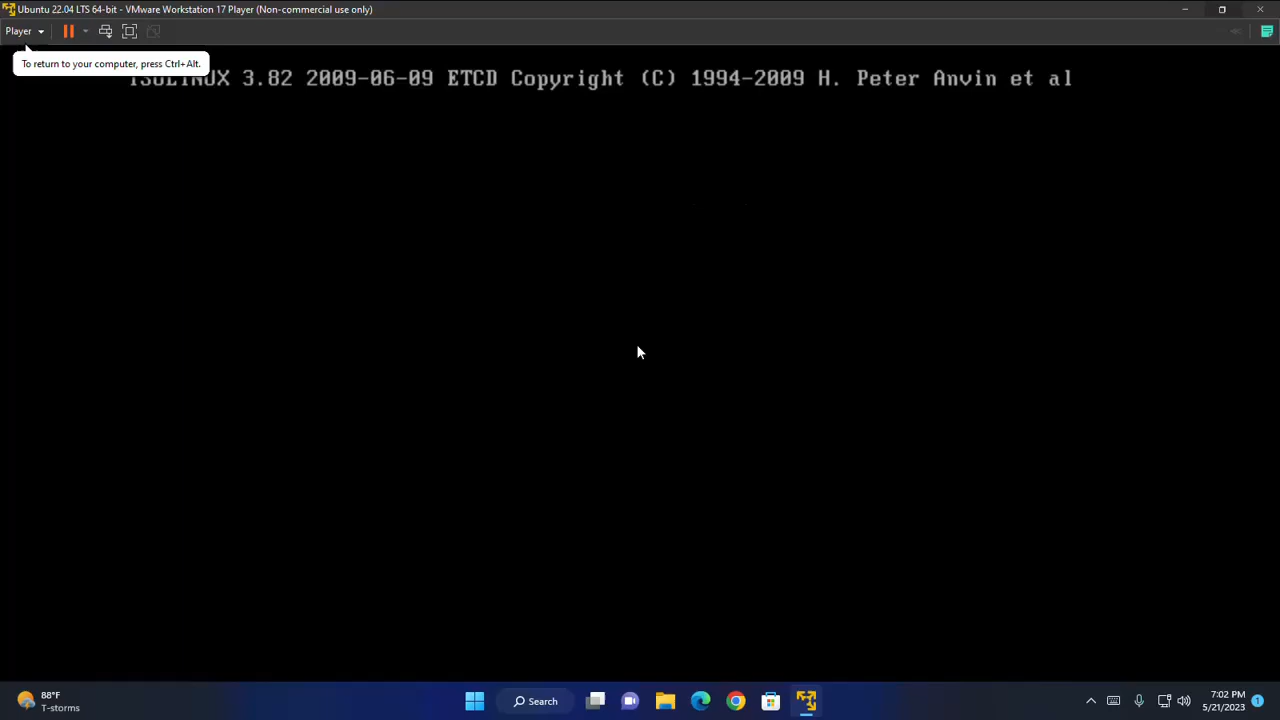 Ubuntu 22.04 LTS 64-bit - VMware Workstation 17 Player (Non-commercial use only)
Player
To return to your computer, press Ctrl+Alt.
ISOLINUX 3.82 2009-06-09 ETCD Copyright (C) 1994-2009 H. Peter Anvin et al
88°F
T-storms
Search
7:02 PM
5/21/2023
1